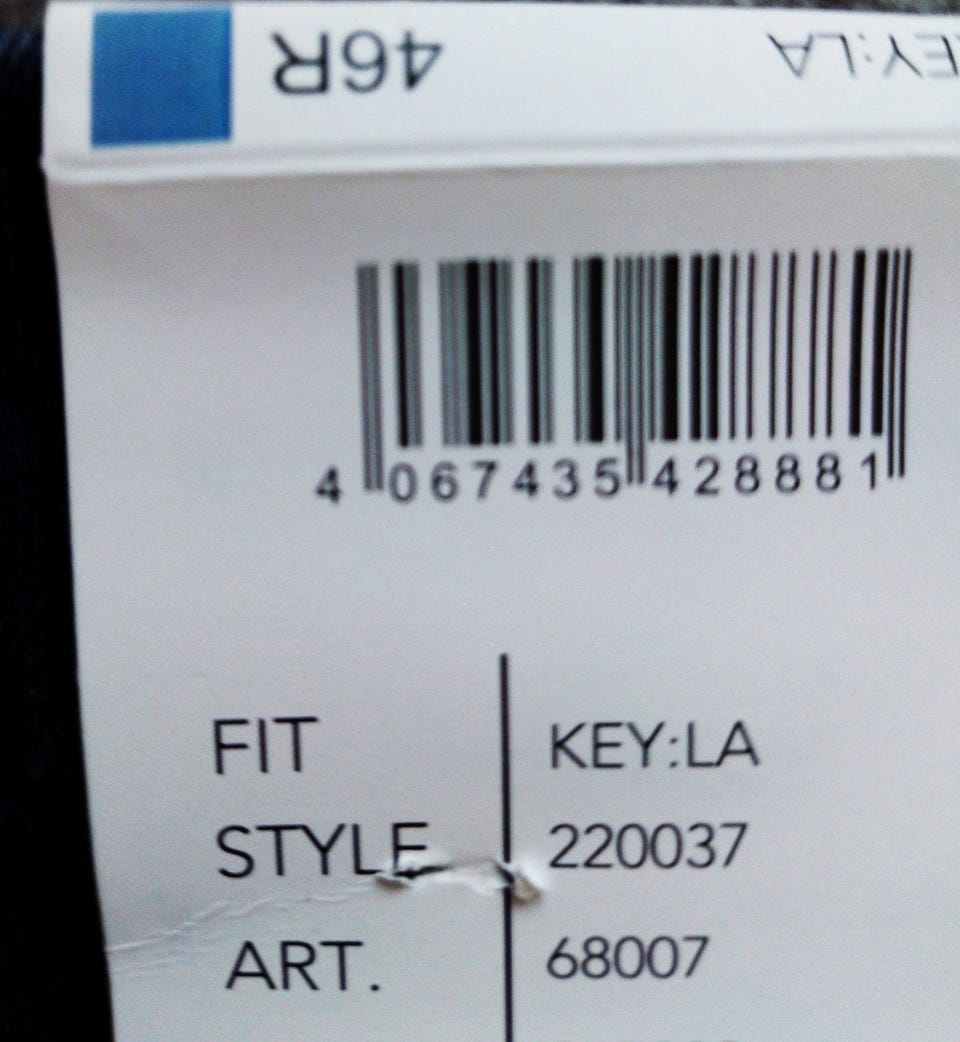 46R KEY:LA
4 067435 428881
FIT KEY:LA
STYLE 220037
ART. 68007